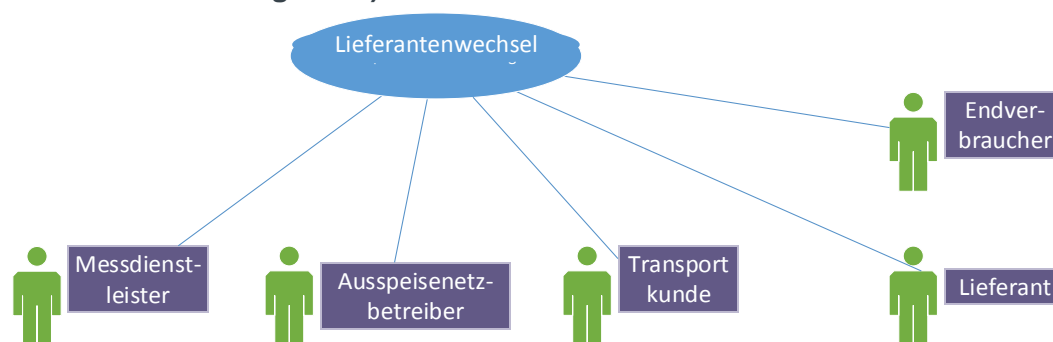 Lieferantenwechsel
Endver-
braucher
Messdienst-
leister
Ausspeisenetz-
betreiber
Transport
kunde
Lieferant